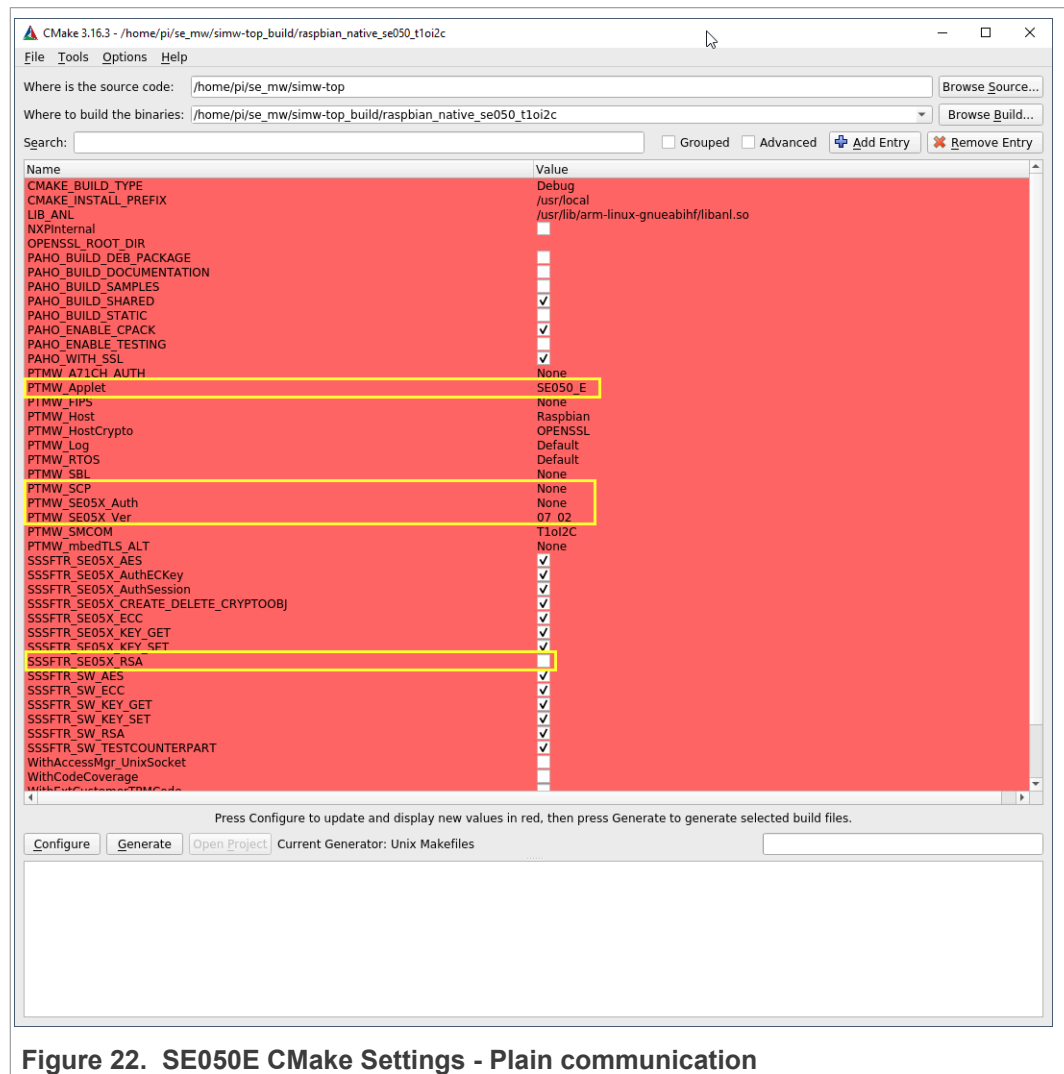 CMake 3.16.3 - /home/pi/se_mw/simw-top_build/raspbian_native_se050_t1oi2c
File Tools Options Help
Where is the source code: /home/pi/se_mw/simw-top Browse Source...
Where to build the binaries: /home/pi/se_mw/simw-top_build/raspbian_native_se050_t1oi2c Browse Build...
Search: Grouped Advanced Add Entry Remove Entry
Name Value
CMAKE_BUILD_TYPE Debug
CMAKE_INSTALL_PREFIX /usr/local
LIB_ANL /usr/lib/arm-linux-gnueabihf/libanl.so
NXPInternal
OPENSSL_ROOT_DIR
PAHO_BUILD_DEB_PACKAGE
PAHO_BUILD_DOCUMENTATION
PAHO_BUILD_SAMPLES
PAHO_BUILD_SHARED
PAHO_BUILD_STATIC
PAHO_ENABLE_CPACK
PAHO_ENABLE_TESTING
PAHO_WITH_SSL
PTMW_A71CH_AUTH None
PTMW_Applet SE050_E
PTMW_FIPS None
PTMW_Host Raspbian
PTMW_HostCrypto OPENSSL
PTMW_Log Default
PTMW_RTOS Default
PTMW_SBL None
PTMW_SCP None
PTMW_SE05X_Auth None
PTMW_SE05X_Ver 07_02
PTMW_SMCOM T1oI2C
PTMW_mbedTLS_ALT None
SSSFTR_SE05X_AES
SSSFTR_SE05X_AuthECKey
SSSFTR_SE05X_AuthSession
SSSFTR_SE05X_CREATE_DELETE_CRYPTOOBJ
SSSFTR_SE05X_ECC
SSSFTR_SE05X_KEY_GET
SSSFTR_SE05X_KEY_SET
SSSFTR_SE05X_RSA
SSSFTR_SW_AES
SSSFTR_SW_ECC
SSSFTR_SW_KEY_GET
SSSFTR_SW_KEY_SET
SSSFTR_SW_RSA
SSSFTR_SW_TESTCOUNTERPART
WithAccessMgr_UnixSocket
WithCodeCoverage
WithExtCustomerTPMCode
Press Configure to update and display new values in red, then press Generate to generate selected build files.
Configure Generate Open Project Current Generator: Unix Makefiles
Figure 22. SE050E CMake Settings - Plain communication